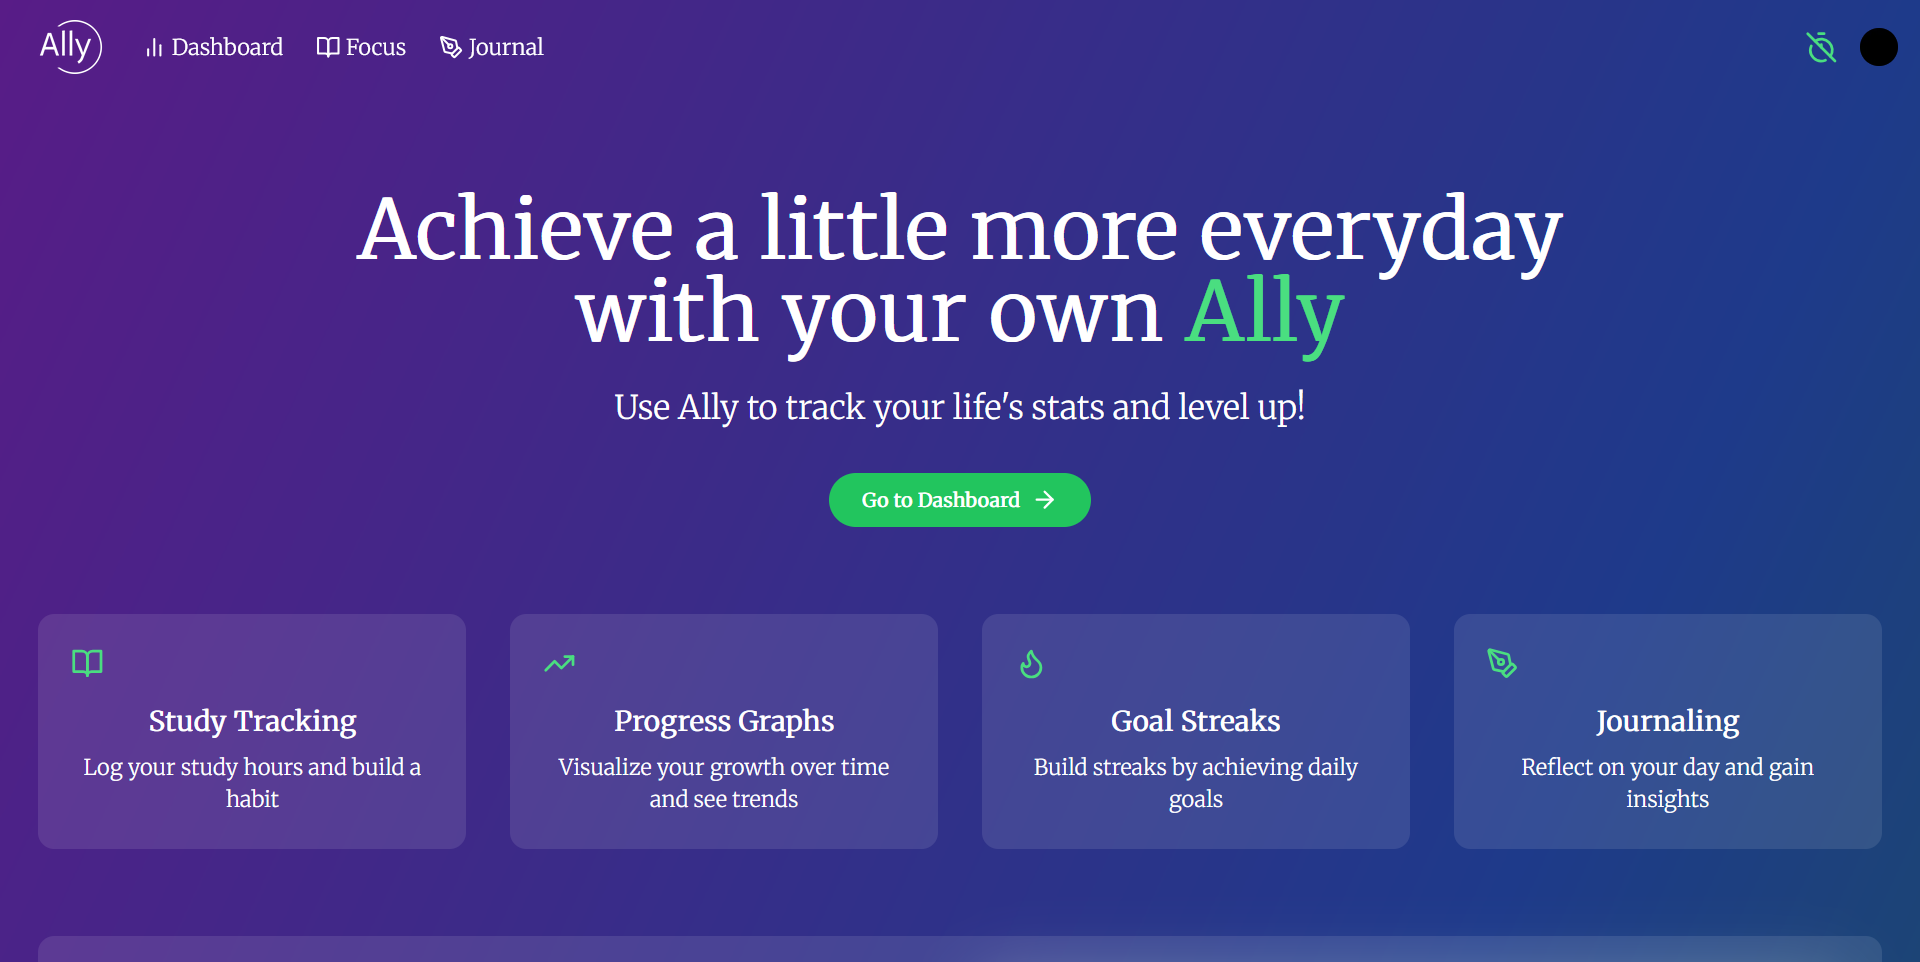 Ally
Dashboard
Focus
Journal
Achieve a little more everyday
with your own Ally
Use Ally to track your life's stats and level up!
Go to Dashboard
Study Tracking
Log your study hours and build a
habit
Progress Graphs
Visualize your growth over time
and see trends
Goal Streaks
Build streaks by achieving daily
goals
Journaling
Reflect on your day and gain
insights